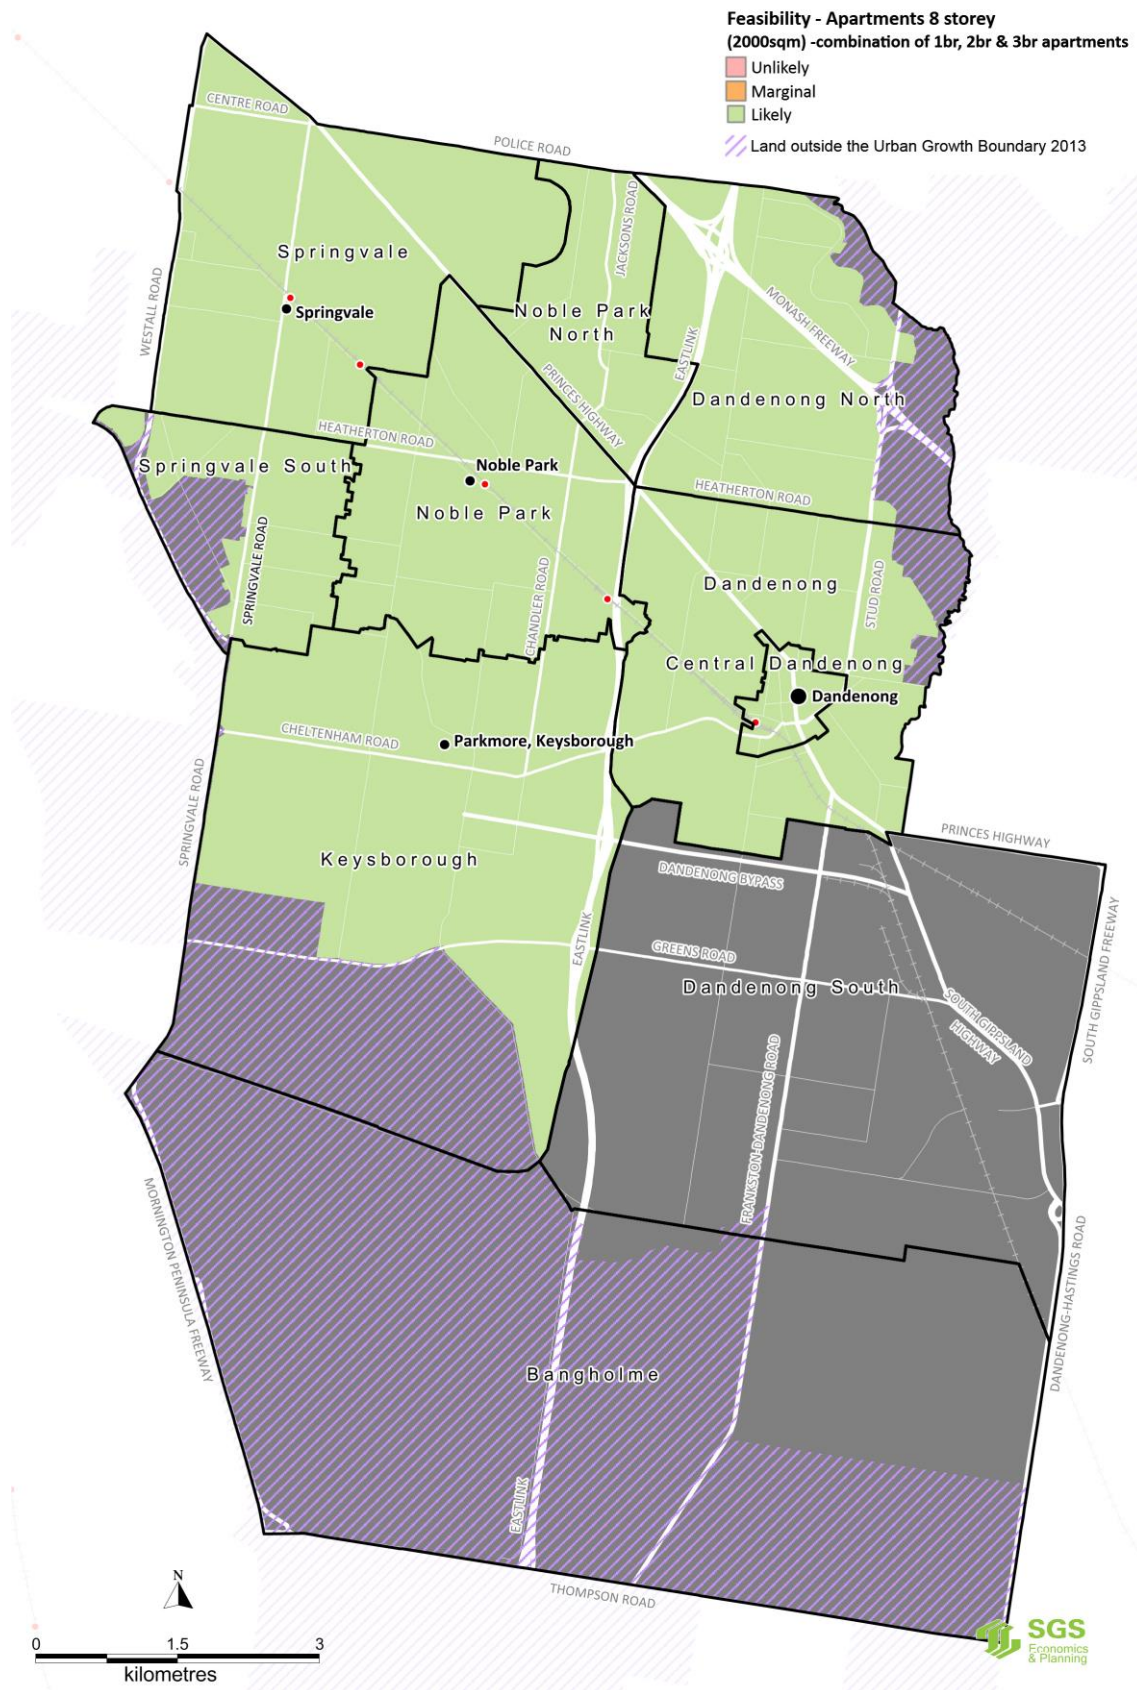 Feasibility - Apartments 8 storey
(2000sqm) -combination of 1br, 2br & 3br apartments
Unlikely
Marginal
Likely
Land outside the Urban Growth Boundary 2013
CENTRE ROAD
POLICE ROAD
JACKSONS ROAD
Springvale
WESTALL ROAD
Springvale
Noble Park
North
MONASH FREEWAY
EASTLINK
PRINCES HIGHWAY
Dandenong North
HEATHERTON ROAD
Springvale South
Noble Park
Noble Park
HEATHERTON ROAD
SPRINGVALE ROAD
CHANDLER ROAD
Dandenong
STUD ROAD
Central Dandenong
Dandenong
CHELTENHAM ROAD
Parkmore, Keysborough
SPRINGVALE ROAD
PRINCES HIGHWAY
Keysborough
DANDENONG BYPASS
EASTLINK
GREENS ROAD
SOUTH GIPPSLAND FREEWAY
Dandenong South
SOUTH GIPPSLAND
HIGHWAY
FRANKSTON-DANDENONG ROAD
MORNINGTON PENINSULA FREEWAY
DANDENONG-HASTINGS ROAD
Bangholme
EASTLINK
THOMPSON ROAD
N
0 1.5 3
kilometres
SGS
Economics
& Planning